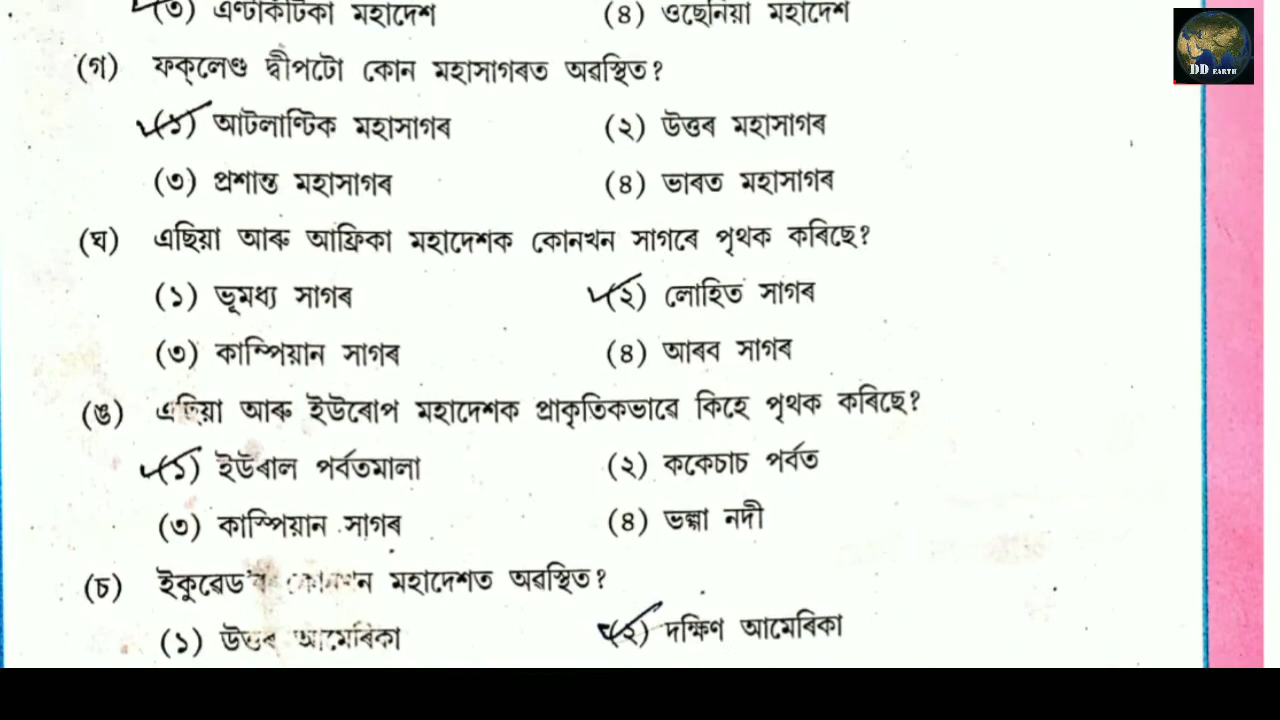 (৩) এণ্টাৰ্কটিকা মহাদেশ (৪) ওছেনিয়া মহাদেশ
DD EARTH
(গ) ফক্‌লেণ্ড দ্বীপটো কোন মহাসাগৰত অৱস্থিত?
(১) আটলাণ্টিক মহাসাগৰ (২) উত্তৰ মহাসাগৰ
(৩) প্ৰশান্ত মহাসাগৰ (৪) ভাৰত মহাসাগৰ
(ঘ) এছিয়া আৰু আফ্ৰিকা মহাদেশক কোনখন সাগৰে পৃথক কৰিছে?
(১) ভূমধ্য সাগৰ (২) লোহিত সাগৰ
(৩) কাস্পিয়ান সাগৰ (৪) আৰব সাগৰ
(ঙ) এছিয়া আৰু ইউৰোপ মহাদেশক প্ৰাকৃতিকভাৱে কিহে পৃথক কৰিছে?
(১) ইউৰাল পৰ্বতমালা (২) ককেচাচ পৰ্বত
(৩) কাস্পিয়ান সাগৰ (৪) ভল্গা নদী
(চ) ইকুৱেড'ৰ মহাদেশত অৱস্থিত?
(১) উত্তৰ আমেৰিকা (২) দক্ষিণ আমেৰিকা